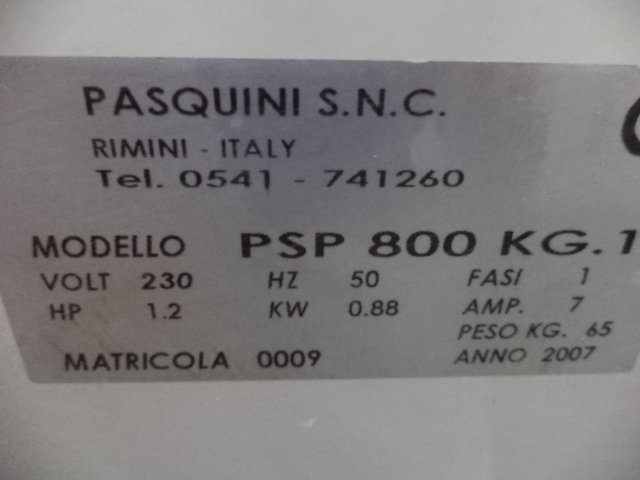 PASQUINI S.N.C.
RIMINI - ITALY
Tel. 0541 - 741260
MODELLO PSP 800 KG.1
VOLT 230 HZ 50 FASI 1
HP 1.2 KW 0.88 AMP. 7
PESO KG. 65
MATRICOLA 0009 ANNO 2007